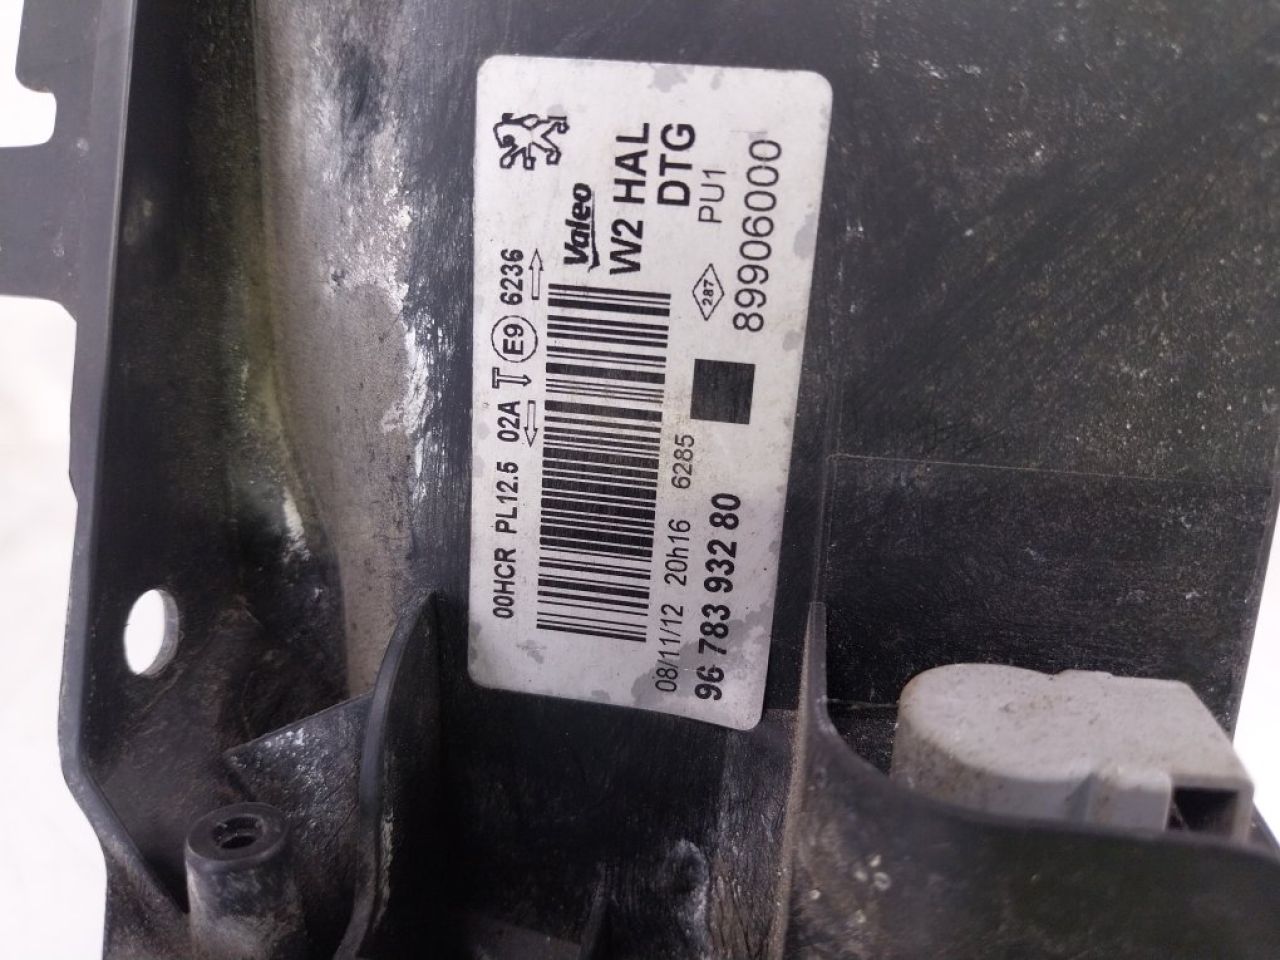 Valeo
W2 HAL
DTG
PU1
89906000
287
00HCR PL12.5 02A E9 6236
6285
08/11/12 20h16
96 783 932 80